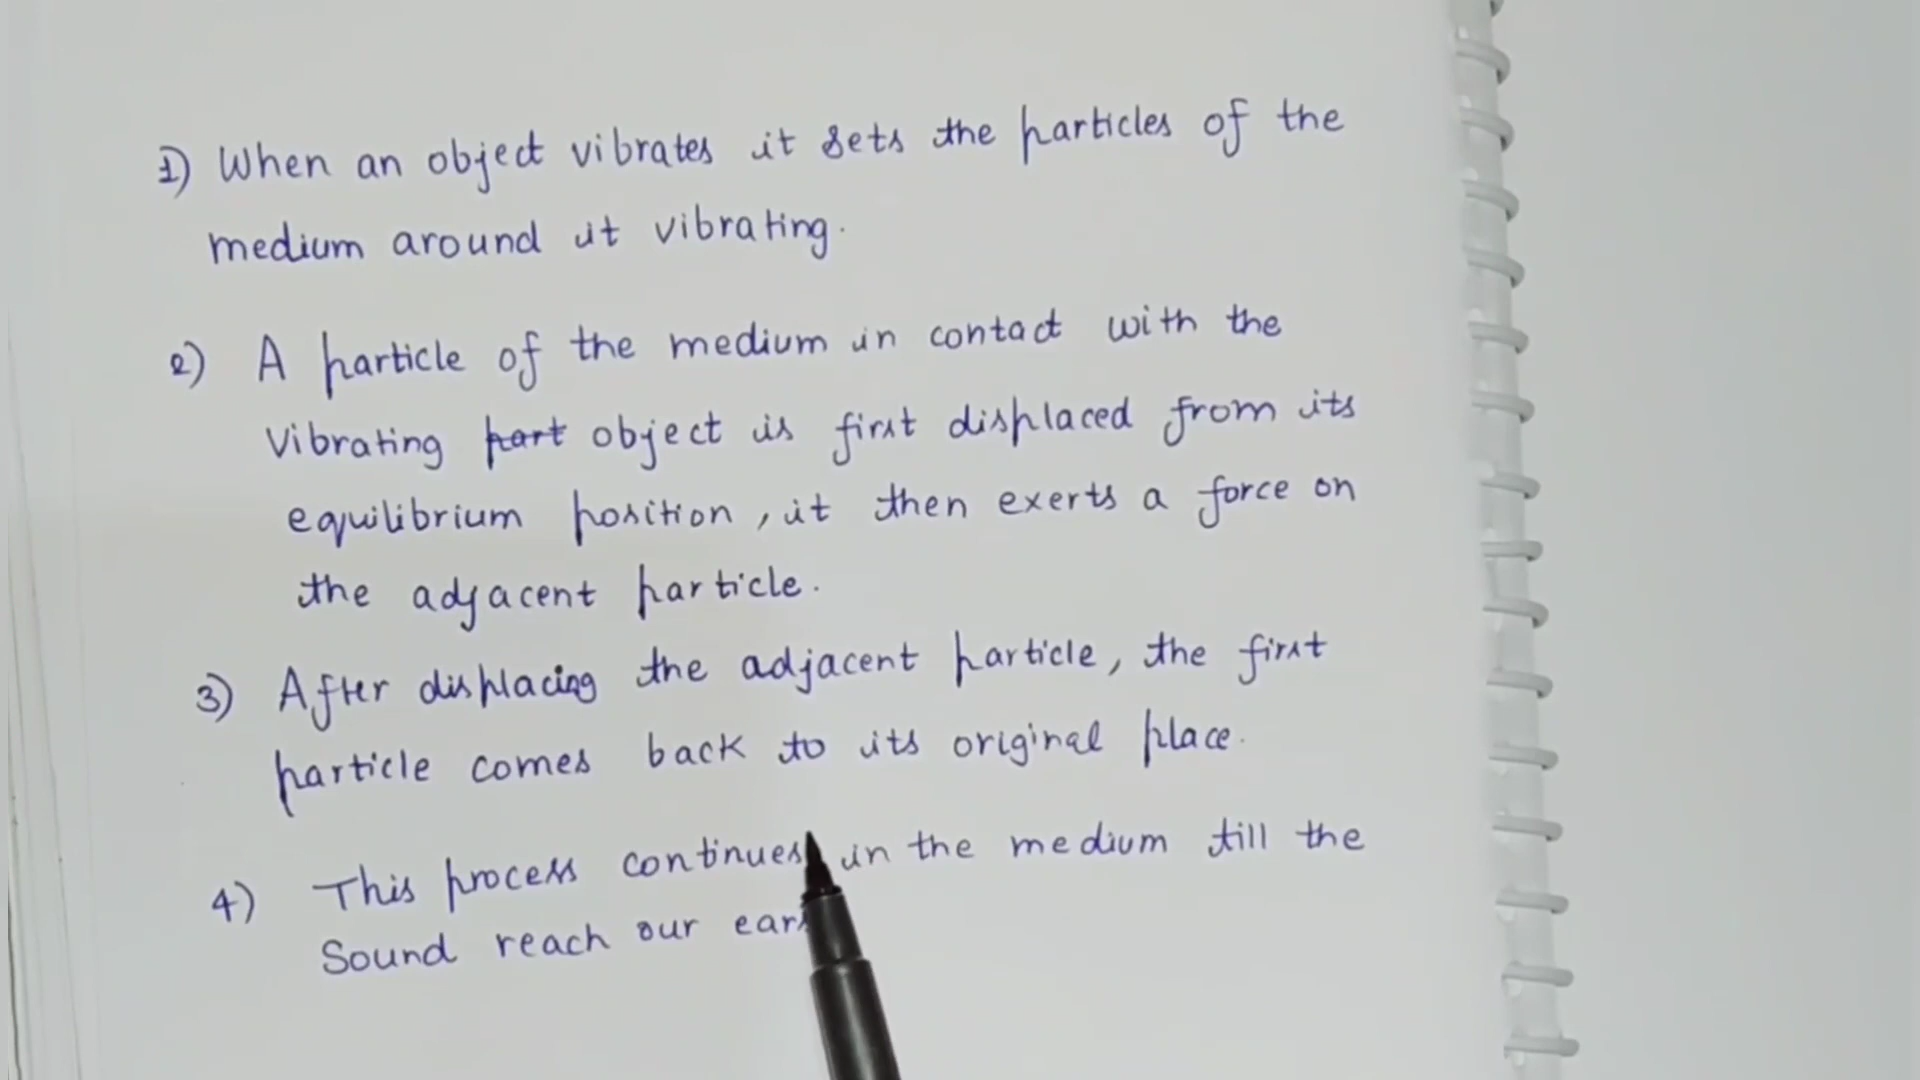 1) When an object vibrates it sets the particles of the
medium around it vibrating.
2) A particle of the medium in contact with the
vibrating part object is first displaced from its
equilibrium position, it then exerts a force on
the adjacent particle.
3) After displacing the adjacent particle, the first
particle comes back to its original place.
4) This process continues in the medium till the
Sound reach our ears